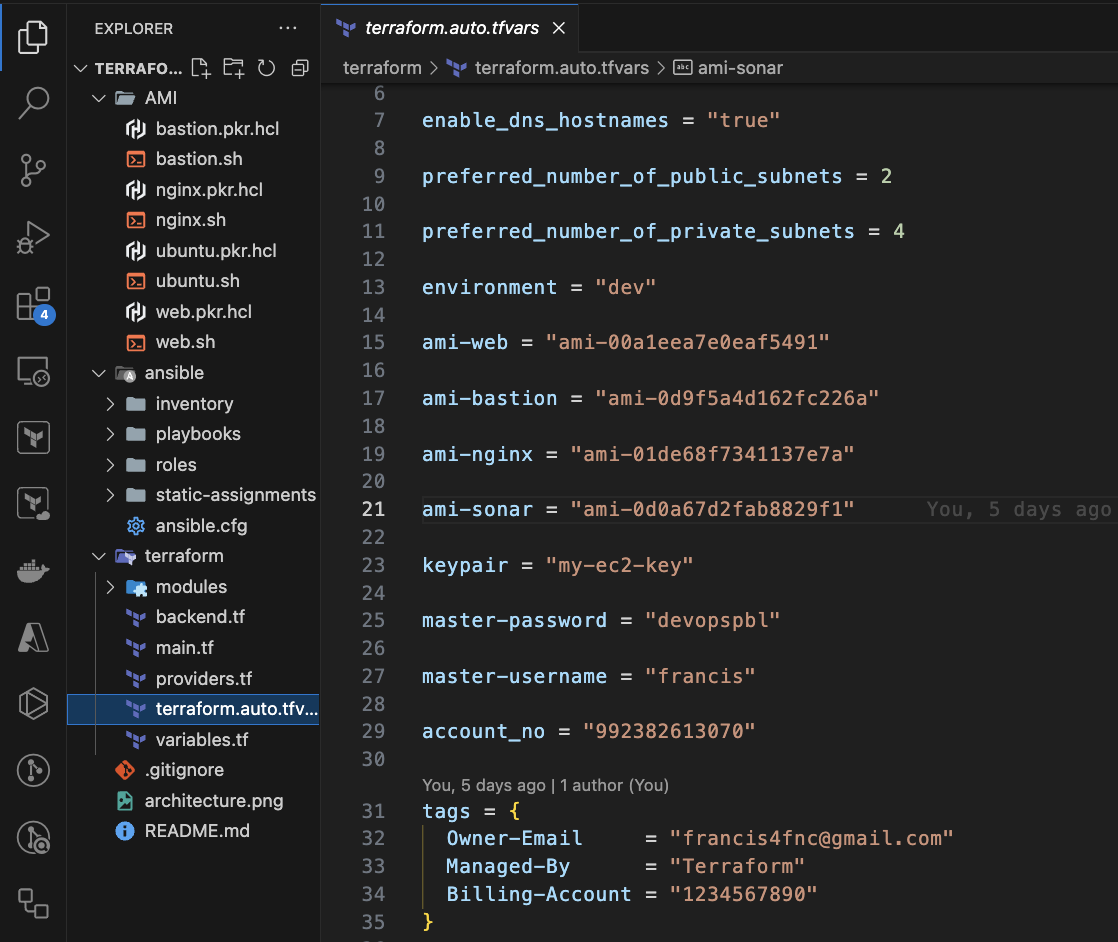 EXPLORER
TERRAFO...
AMI
bastion.pkr.hcl
bastion.sh
nginx.pkr.hcl
nginx.sh
ubuntu.pkr.hcl
ubuntu.sh
web.pkr.hcl
web.sh
ansible
inventory
playbooks
roles
static-assignments
ansible.cfg
terraform
modules
backend.tf
main.tf
providers.tf
terraform.auto.tfv...
variables.tf
.gitignore
architecture.png
README.md
4
terraform.auto.tfvars
terraform > terraform.auto.tfvars > abc ami-sonar
6
7 enable_dns_hostnames = "true"
8
9 preferred_number_of_public_subnets = 2
10
11 preferred_number_of_private_subnets = 4
12
13 environment = "dev"
14
15 ami-web = "ami-00a1eea7e0eaf5491"
16
17 ami-bastion = "ami-0d9f5a4d162fc226a"
18
19 ami-nginx = "ami-01de68f7341137e7a"
20
21 ami-sonar = "ami-0d0a67d2fab8829f1" You, 5 days ago
22
23 keypair = "my-ec2-key"
24
25 master-password = "devopspbl"
26
27 master-username = "francis"
28
29 account_no = "992382613070"
30
You, 5 days ago | 1 author (You)
31 tags = {
32 Owner-Email = "francis4fnc@gmail.com"
33 Managed-By = "Terraform"
34 Billing-Account = "1234567890"
35 }